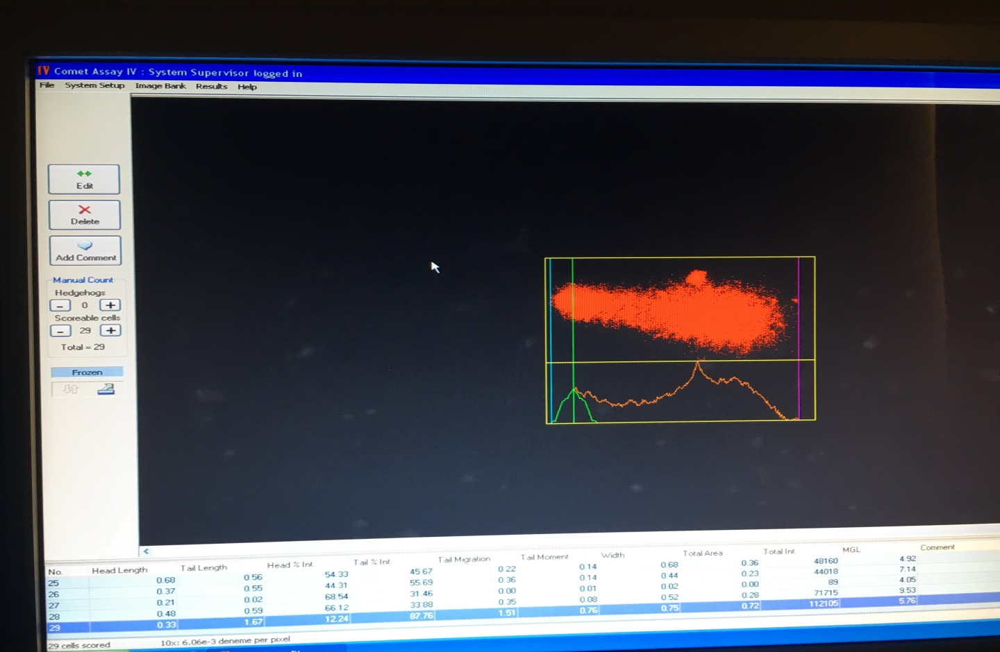 IV Comet Assay IV : System Supervisor logged in
File System Setup Image Bank Results Help
Edit
Delete
Add Comment
Manual Count
Hedgehogs
- 0 +
Scoreable cells
- 29 +
Total = 29
Frozen
No. Head Length Tail Length Head % Int. Tail % Int. Tail Migration Tail Moment Width Total Area Total Int. MGL Comment
25 0.68 0.56 54.33 45.67 0.22 0.14 0.68 0.36 48160 4.92
26 0.37 0.55 44.31 55.69 0.36 0.14 0.44 0.23 44018 7.14
27 0.21 0.02 68.54 31.46 0.00 0.01 0.02 0.00 89 4.05
28 0.48 0.59 66.12 33.88 0.35 0.08 0.52 0.28 71715 9.53
29 0.33 1.67 12.24 87.76 1.51 0.76 0.75 0.72 112105 5.76
29 cells scored 10x: 6.06e-3 deneme per pixel